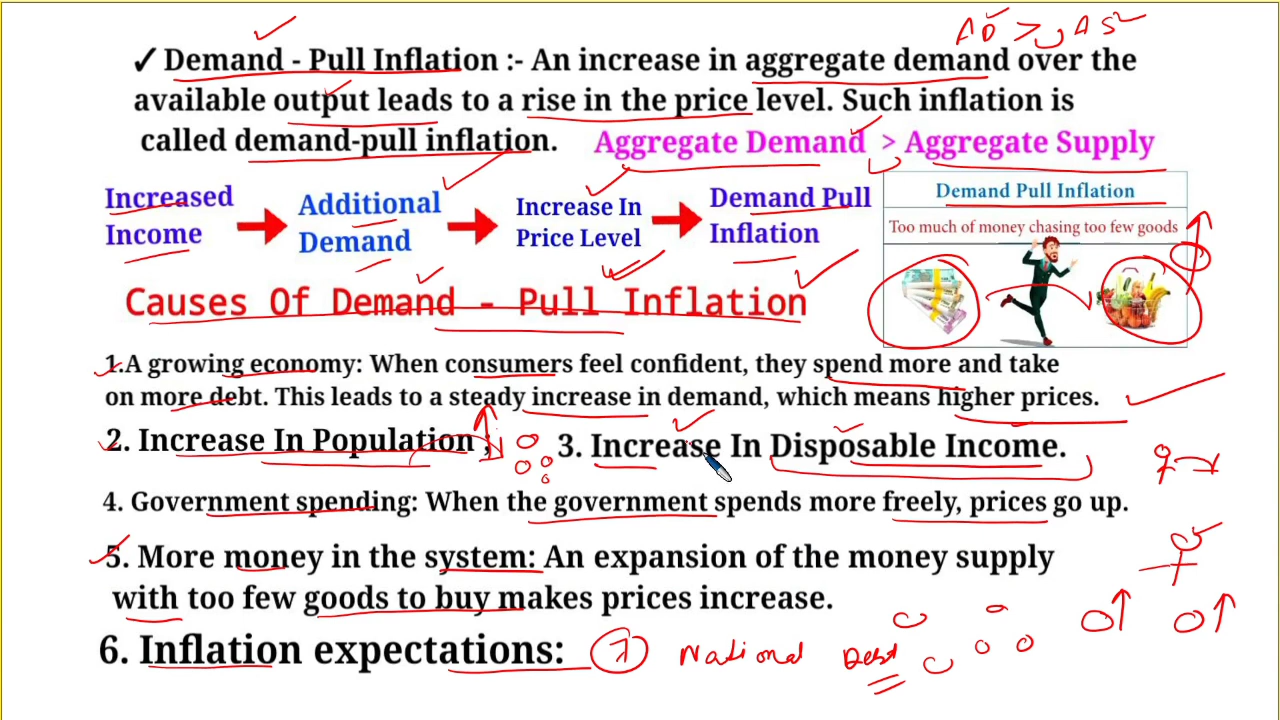 AD > AS
✓ Demand - Pull Inflation :- An increase in aggregate demand over the
available output leads to a rise in the price level. Such inflation is
called demand-pull inflation. Aggregate Demand > Aggregate Supply
Increased Income
Additional Demand
Increase In Price Level
Demand Pull Inflation
Demand Pull Inflation
Too much of money chasing too few goods
Causes Of Demand - Pull Inflation
1.A growing economy: When consumers feel confident, they spend more and take
on more debt. This leads to a steady increase in demand, which means higher prices.
2. Increase In Population , 3. Increase In Disposable Income.
4. Government spending: When the government spends more freely, prices go up.
5. More money in the system: An expansion of the money supply
with too few goods to buy makes prices increase.
6. Inflation expectations: 7 National Debt